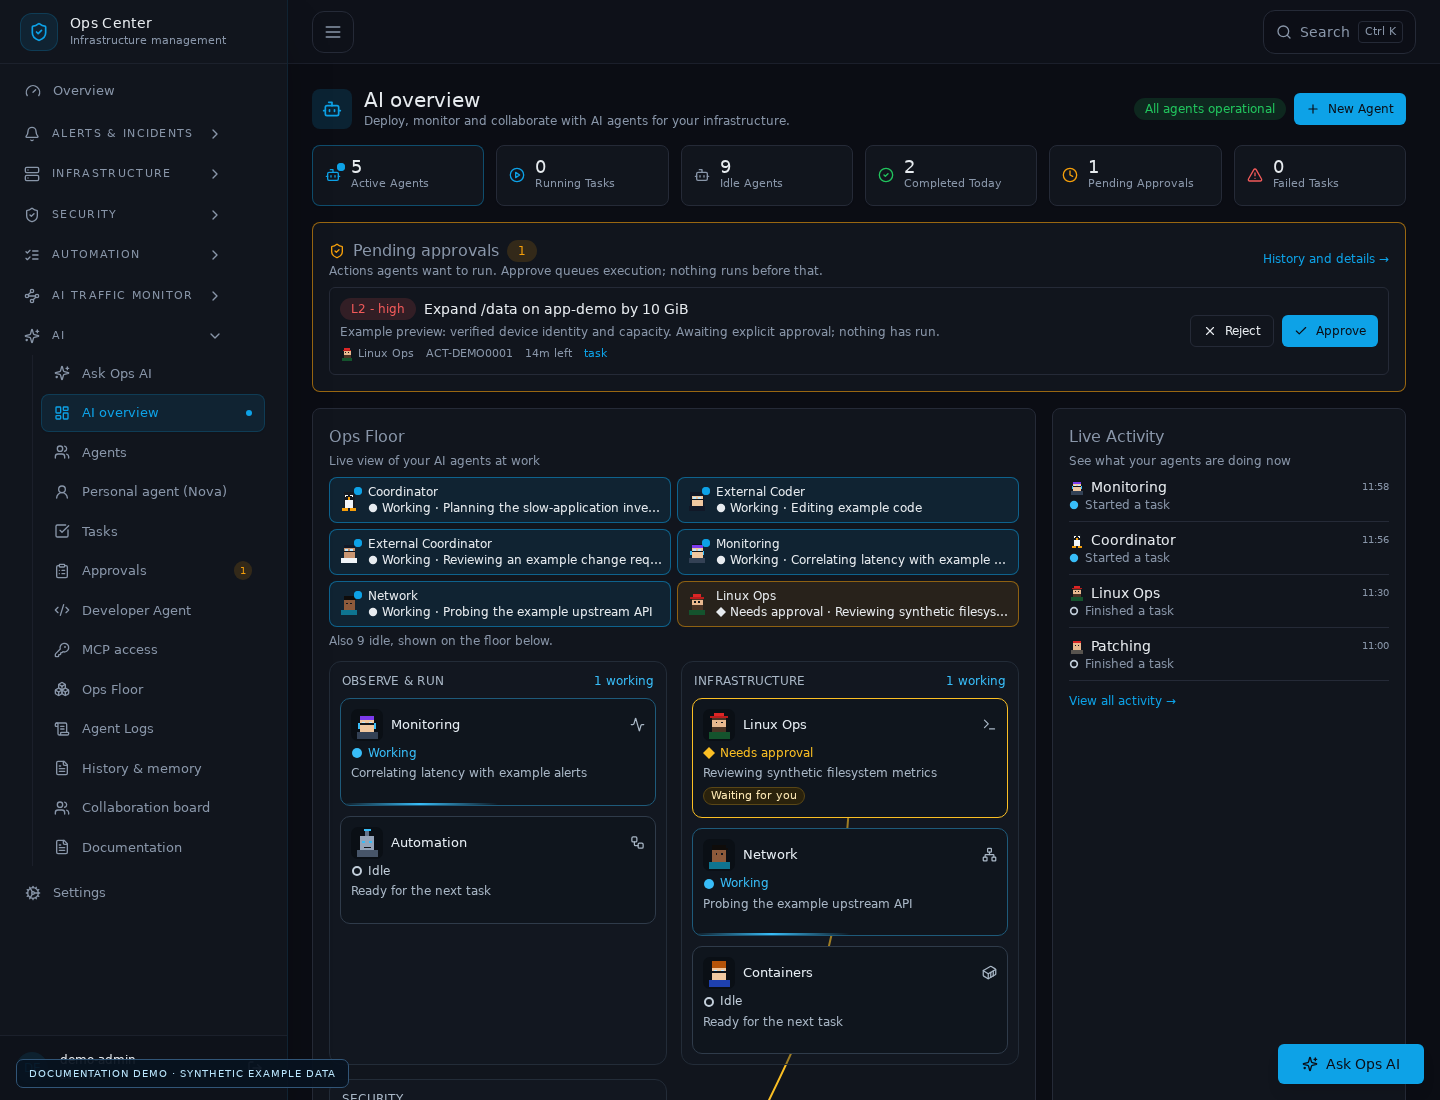 Ops Center
Infrastructure management
Overview
ALERTS & INCIDENTS
INFRASTRUCTURE
SECURITY
AUTOMATION
AI TRAFFIC MONITOR
AI
Ask Ops AI
AI overview
Agents
Personal agent (Nova)
Tasks
Approvals 1
Developer Agent
MCP access
Ops Floor
Agent Logs
History & memory
Collaboration board
Documentation
Settings
DOCUMENTATION DEMO · SYNTHETIC EXAMPLE DATA
Search Ctrl K
AI overview
Deploy, monitor and collaborate with AI agents for your infrastructure.
All agents operational
New Agent
5
Active Agents
0
Running Tasks
9
Idle Agents
2
Completed Today
1
Pending Approvals
0
Failed Tasks
Pending approvals 1
Actions agents want to run. Approve queues execution; nothing runs before that.
History and details →
L2 - high Expand /data on app-demo by 10 GiB
Example preview: verified device identity and capacity. Awaiting explicit approval; nothing has run.
Linux Ops ACT-DEMO0001 14m left task
Reject
Approve
Ops Floor
Live view of your AI agents at work
Coordinator
● Working · Planning the slow-application inve…
External Coder
● Working · Editing example code
External Coordinator
● Working · Reviewing an example change req…
Monitoring
● Working · Correlating latency with example …
Network
● Working · Probing the example upstream API
Linux Ops
◆ Needs approval · Reviewing synthetic filesys…
Also 9 idle, shown on the floor below.
OBSERVE & RUN 1 working
Monitoring
Working
Correlating latency with example alerts
Automation
Idle
Ready for the next task
INFRASTRUCTURE 1 working
Linux Ops
Needs approval
Reviewing synthetic filesystem metrics
Waiting for you
Network
Working
Probing the example upstream API
Containers
Idle
Ready for the next task
SECURITY
Live Activity
See what your agents are doing now
Monitoring 11:58
Started a task
Coordinator 11:56
Started a task
Linux Ops 11:30
Finished a task
Patching 11:00
Finished a task
View all activity →
Ask Ops AI